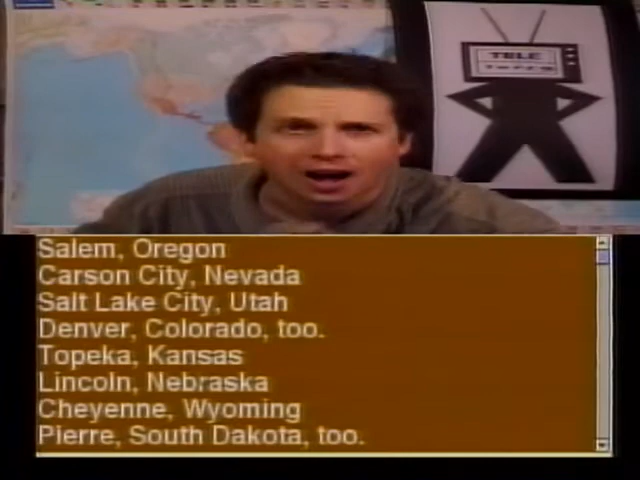 TELE
Salem, Oregon
Carson City, Nevada
Salt Lake City, Utah
Denver, Colorado, too.
Topeka, Kansas
Lincoln, Nebraska
Cheyenne, Wyoming
Pierre, South Dakota, too.